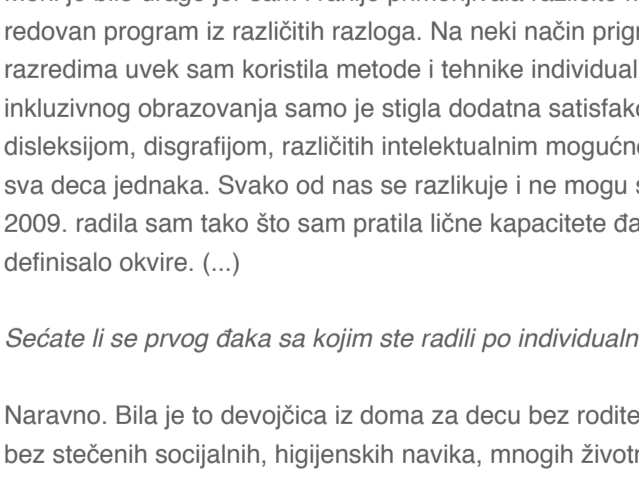 redovan program iz različitih razloga. Na neki način prigr
razredima uvek sam koristila metode i tehnike individual
inkluzivnog obrazovanja samo je stigla dodatna satisfakc
disleksijom, disgrafijom, različitih intelektualnim mogućno
sva deca jednaka. Svako od nas se razlikuje i ne mogu s
2009. radila sam tako što sam pratila lične kapacitete đa
definisalo okvire. (...)
Sećate li se prvog đaka sa kojim ste radili po individualn
Naravno. Bila je to devojčica iz doma za decu bez rodite
bez stečenih socijalnih, higijenskih navika, mnogih život